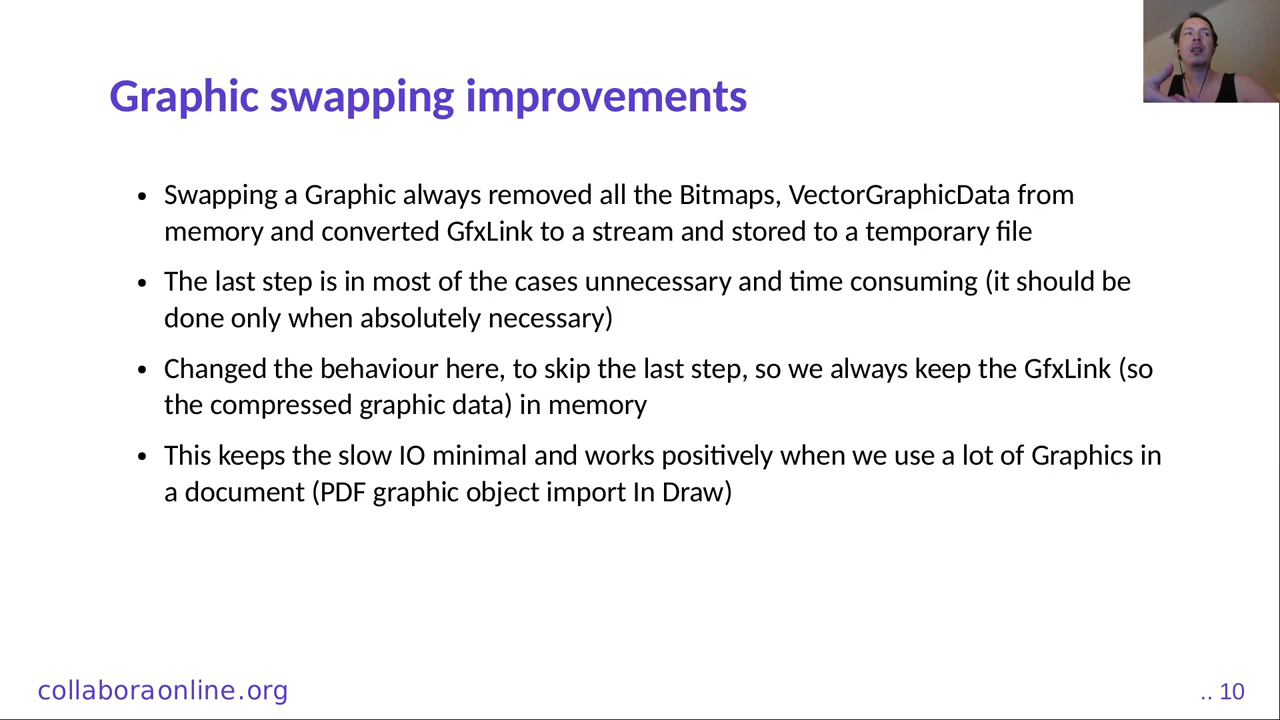 Graphic swapping improvements
• Swapping a Graphic always removed all the Bitmaps, VectorGraphicData from
memory and converted GfxLink to a stream and stored to a temporary file
• The last step is in most of the cases unnecessary and time consuming (it should be
done only when absolutely necessary)
• Changed the behaviour here, to skip the last step, so we always keep the GfxLink (so
the compressed graphic data) in memory
• This keeps the slow IO minimal and works positively when we use a lot of Graphics in
a document (PDF graphic object import In Draw)
collaboraonline.org
.. 10